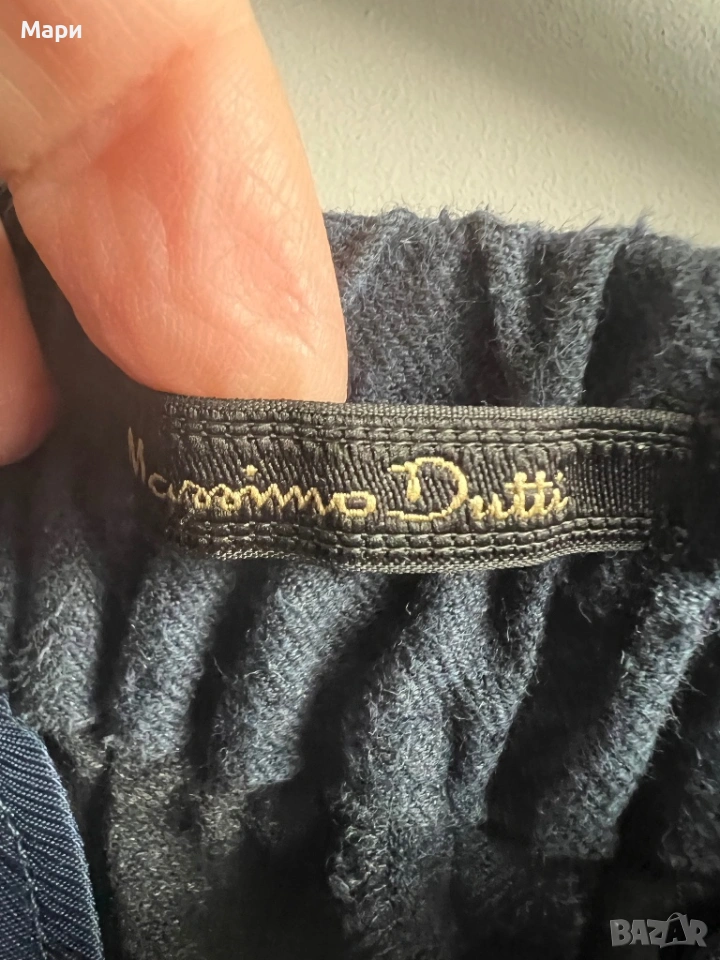 Мари
Massimo Dutti
BAZAR